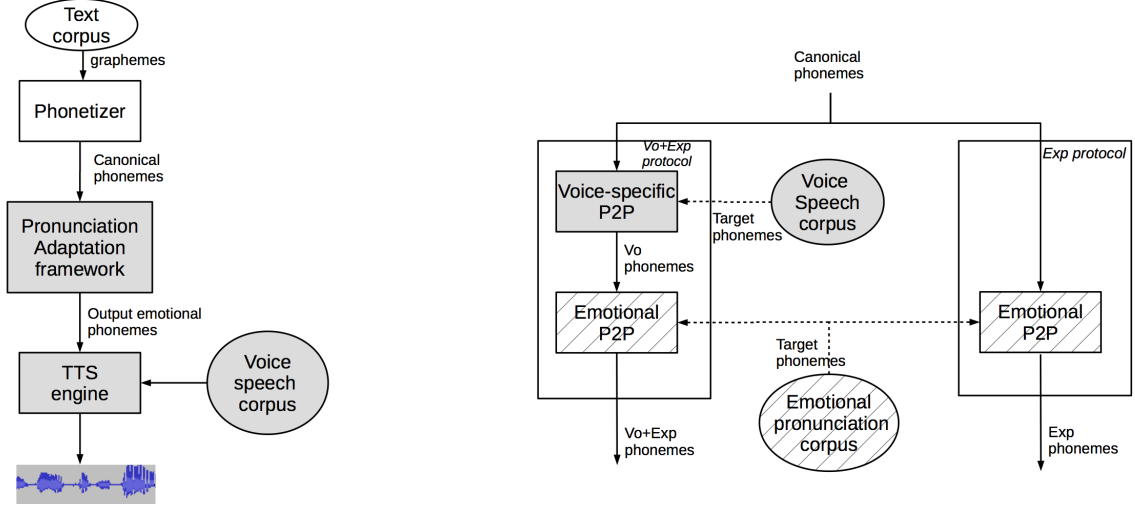 Text
corpus
graphemes
Phonetizer
Canonical
phonemes
Pronunciation
Adaptation
framework
Output emotional
phonemes
TTS
engine
Voice
speech
corpus
Canonical
phonemes
Vo+Exp
protocol
Voice-specific
P2P
Voice
Speech
corpus
Target
phonemes
Vo
phonemes
Emotional
P2P
Target
phonemes
Emotional
pronunciation
corpus
Vo+Exp
phonemes
Exp protocol
Emotional
P2P
Exp
phonemes